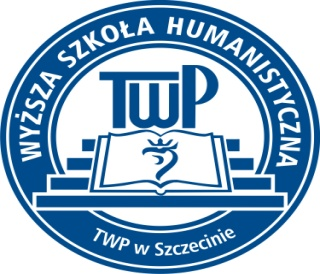 WYŻSZA SZKOŁA HUMANISTYCZNA
TWP
TWP w Szczecinie